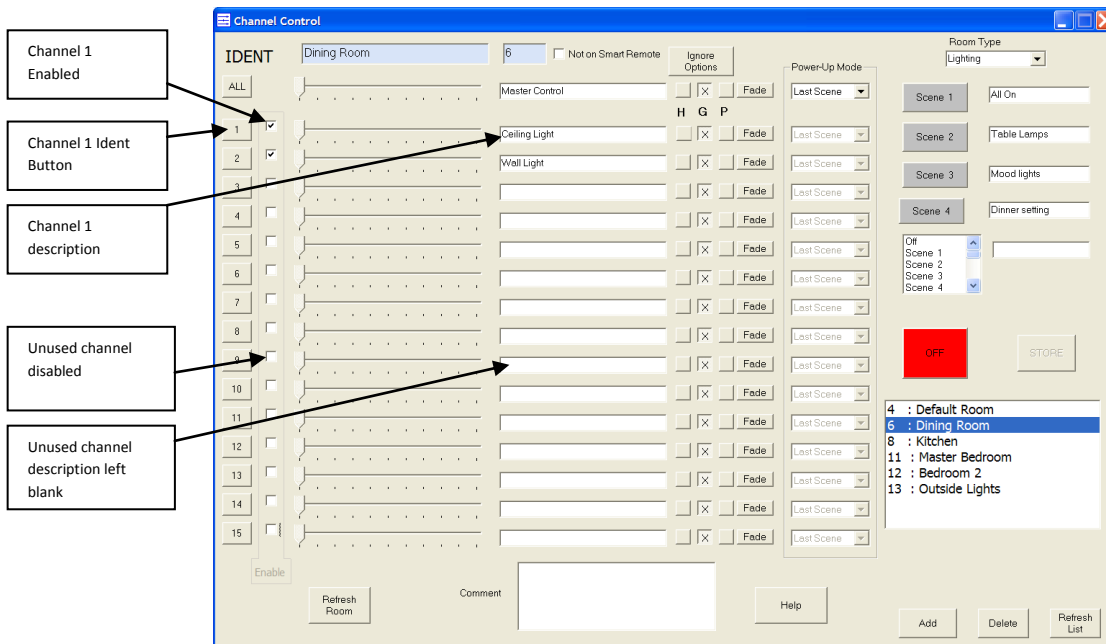 Channel Control
Channel 1
Enabled
Channel 1 Ident
Button
Channel 1
description
Unused channel
disabled
Unused channel
description left
blank
IDENT
Dining Room
6
Not on Smart Remote
Ignore
Options
Power-Up Mode
Room Type
Lighting
ALL
Master Control
X
Fade
Last Scene
H G P
1
Ceiling Light
X
Fade
Last Scene
2
Wall Light
X
Fade
Last Scene
3
X
Fade
Last Scene
4
X
Fade
Last Scene
5
X
Fade
Last Scene
6
X
Fade
Last Scene
7
X
Fade
Last Scene
8
X
Fade
Last Scene
9
X
Fade
Last Scene
10
X
Fade
Last Scene
11
X
Fade
Last Scene
12
X
Fade
Last Scene
13
X
Fade
Last Scene
14
X
Fade
Last Scene
15
X
Fade
Last Scene
Enable
Refresh
Room
Comment
Help
Scene 1
All On
Scene 2
Table Lamps
Scene 3
Mood lights
Scene 4
Dinner setting
Off
Scene 1
Scene 2
Scene 3
Scene 4
OFF
STORE
4 : Default Room
6 : Dining Room
8 : Kitchen
11 : Master Bedroom
12 : Bedroom 2
13 : Outside Lights
Add
Delete
Refresh
List